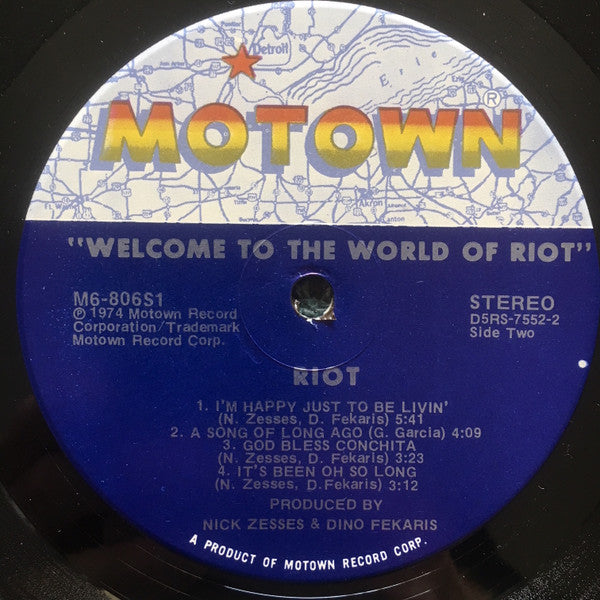 Detroit
Erie
MOTOWN®
Akron
Canton
"WELCOME TO THE WORLD OF RIOT"
M6-806S1
℗ 1974 Motown Record
Corporation/Trademark
Motown Record Corp.
STEREO
D5RS-7552-2
Side Two
RIOT
1. I'M HAPPY JUST TO BE LIVIN'
(N. Zesses, D. Fekaris) 5:41
2. A SONG OF LONG AGO (G. Garcia) 4:09
3. GOD BLESS CONCHITA
(N. Zesses, D. Fekaris) 3:23
4. IT'S BEEN OH SO LONG
(N. Zesses, D. Fekaris) 3:12
PRODUCED BY
NICK ZESSES & DINO FEKARIS
A PRODUCT OF MOTOWN RECORD CORP.